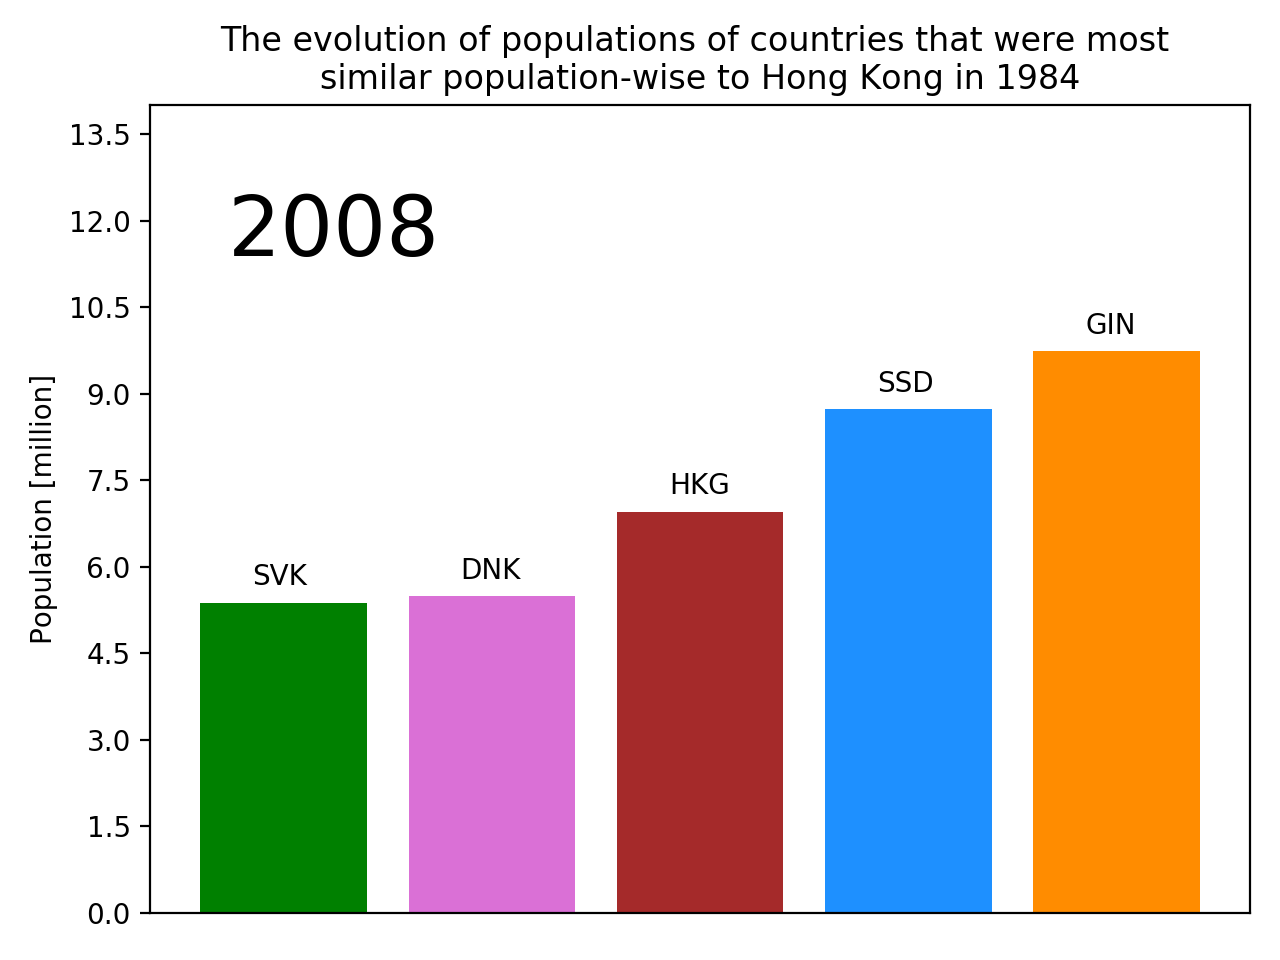 The evolution of populations of countries that were most
similar population-wise to Hong Kong in 1984
2008
Population [million]
13.5
12.0
10.5
9.0
7.5
6.0
4.5
3.0
1.5
0.0
SVK
DNK
HKG
SSD
GIN